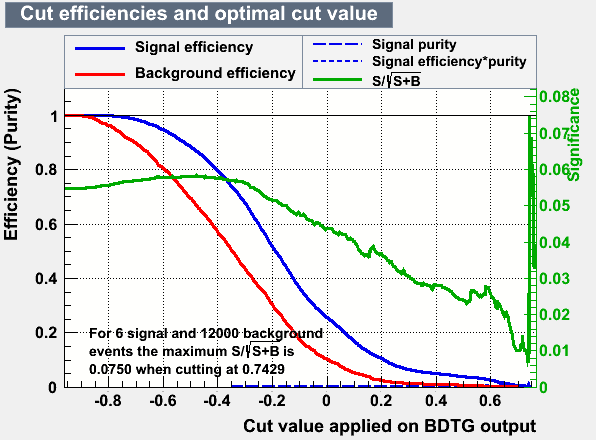 Cut efficiencies and optimal cut value
Signal efficiency
Background efficiency
Signal purity
Signal efficiency*purity
S/√S+B
Efficiency (Purity)
1
0.8
0.6
0.4
0.2
0
0.08
0.07
0.06
0.05
0.04
0.03
0.02
0.01
0
Significance
For 6 signal and 12000 background
events the maximum S/√S+B is
0.0750 when cutting at 0.7429
-0.8 -0.6 -0.4 -0.2 0 0.2 0.4 0.6
Cut value applied on BDTG output